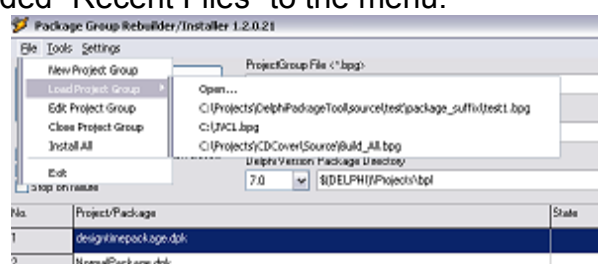 ded "Recent Files" to the menu.
Package Group Rebuilder/Installer 1.2.0.21
File Tools Settings
New Project Group
ProjectGroup File <*.bpg>
Load Project Group
Open...
Edit Project Group
C:\Projects\DelphiPackageTool\source\test\package_suffix\test1.bpg
Close Project Group
C:\JVCL.bpg
Install All
C:\Projects\CDCover\Source\Build_All.bpg
Delphi Version Package Directory
Exit
7.0
$(DELPHI)\Projects\bpl
Stop on failure
No.
Project/Package
State
1
designtimepackage.dpk
2
NormalPackage.dpk